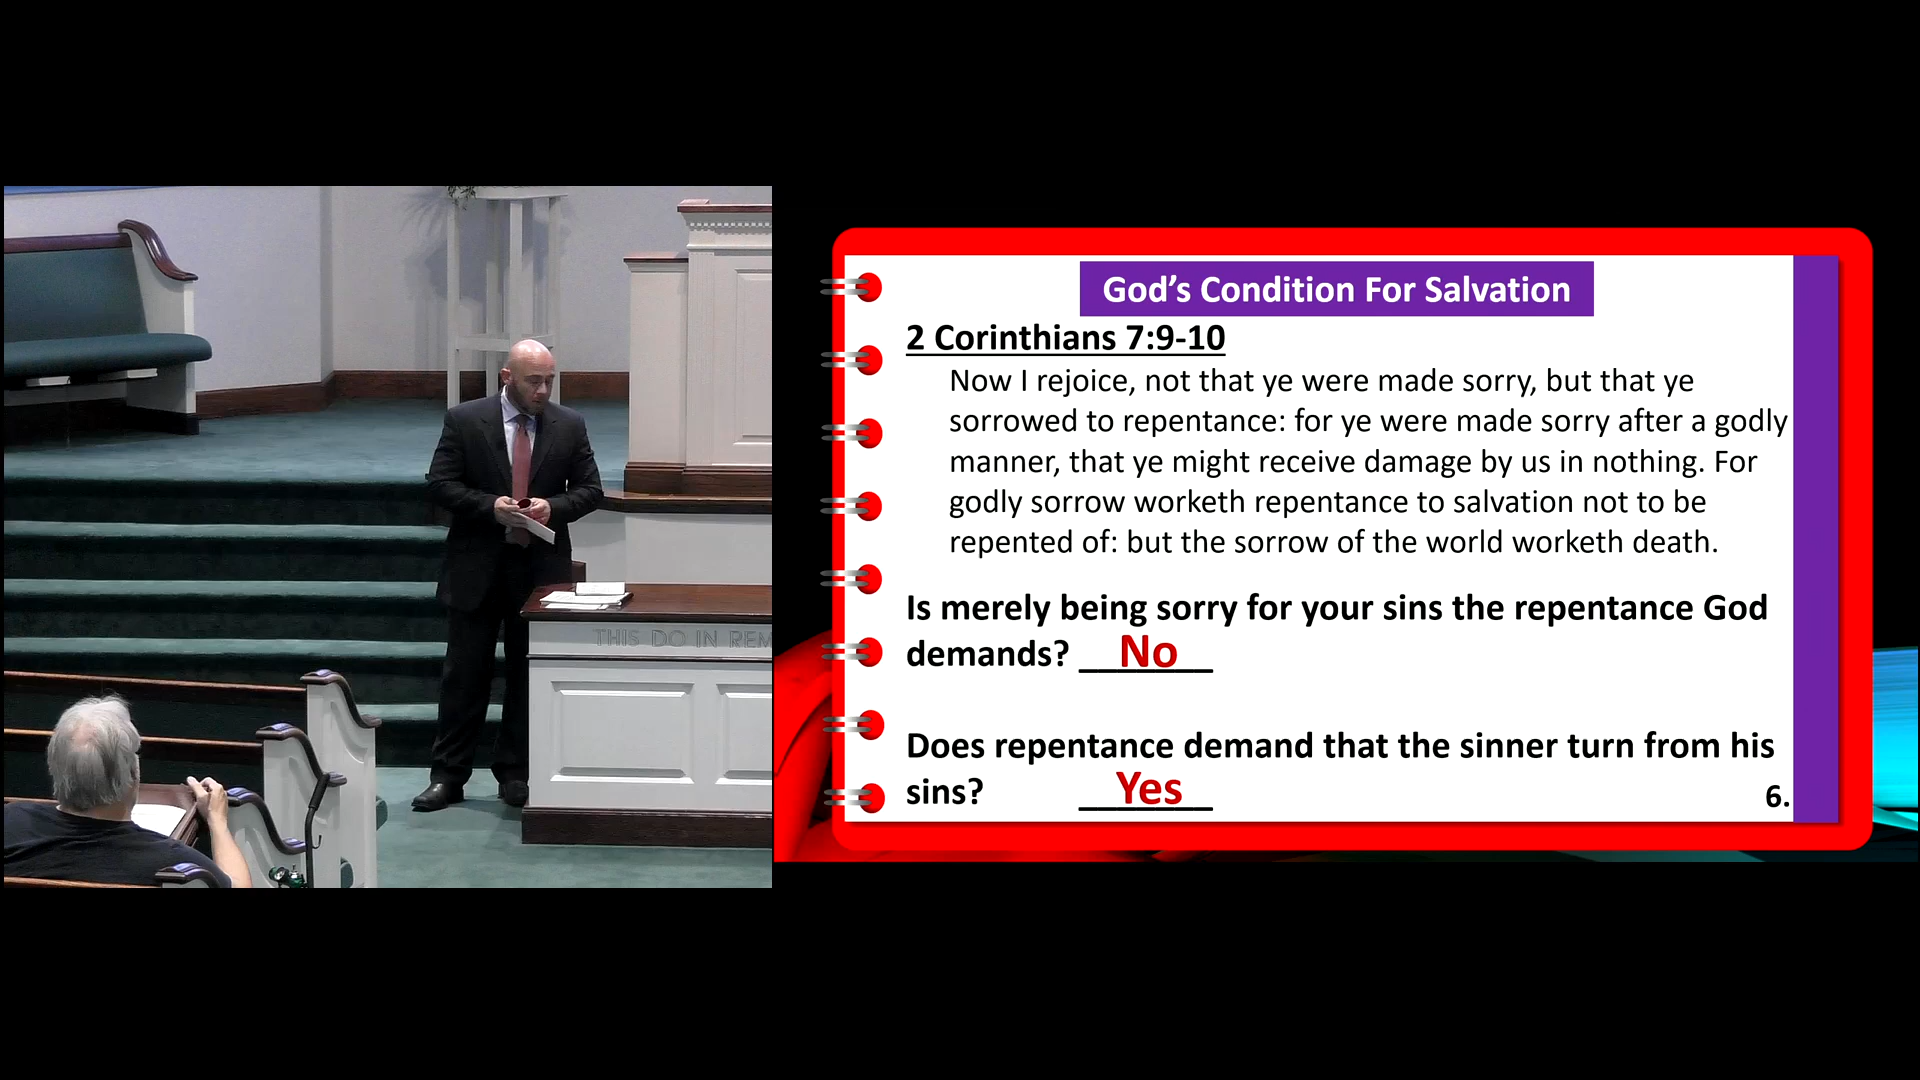 God’s Condition For Salvation
2 Corinthians 7:9-10
Now I rejoice, not that ye were made sorry, but that ye
sorrowed to repentance: for ye were made sorry after a godly
manner, that ye might receive damage by us in nothing. For
godly sorrow worketh repentance to salvation not to be
repented of: but the sorrow of the world worketh death.
Is merely being sorry for your sins the repentance God
demands? No
Does repentance demand that the sinner turn from his
sins? Yes
6.
THIS DO IN REM